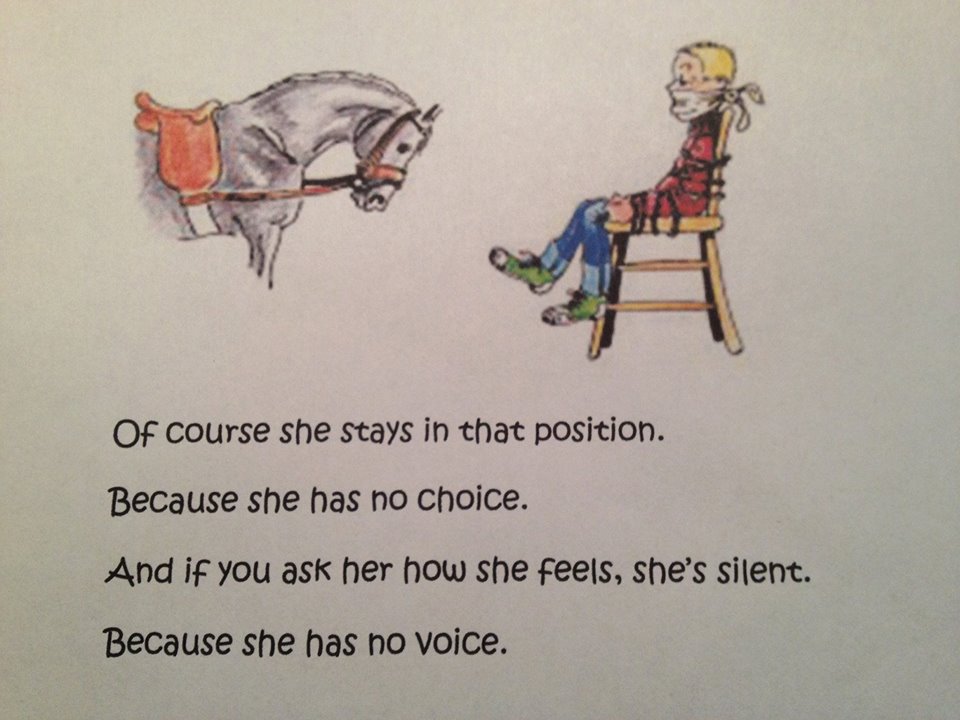 Of course she stays in that position.
Because she has no choice.
And if you ask her how she feels, she's silent.
Because she has no voice.